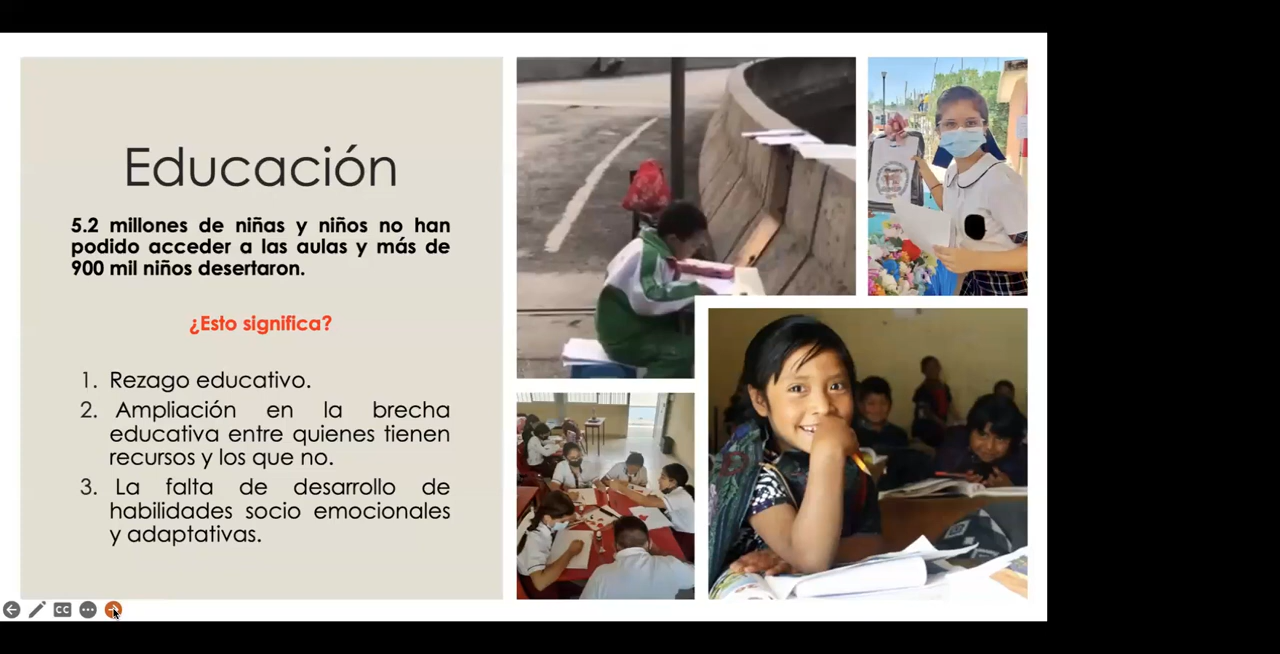 Educación
5.2 millones de niñas y niños no han
podido acceder a las aulas y más de
900 mil niños desertaron.
¿Esto significa?
1. Rezago educativo.
2. Ampliación en la brecha
educativa entre quienes tienen
recursos y los que no.
3. La falta de desarrollo de
habilidades socio emocionales
y adaptativas.
CC